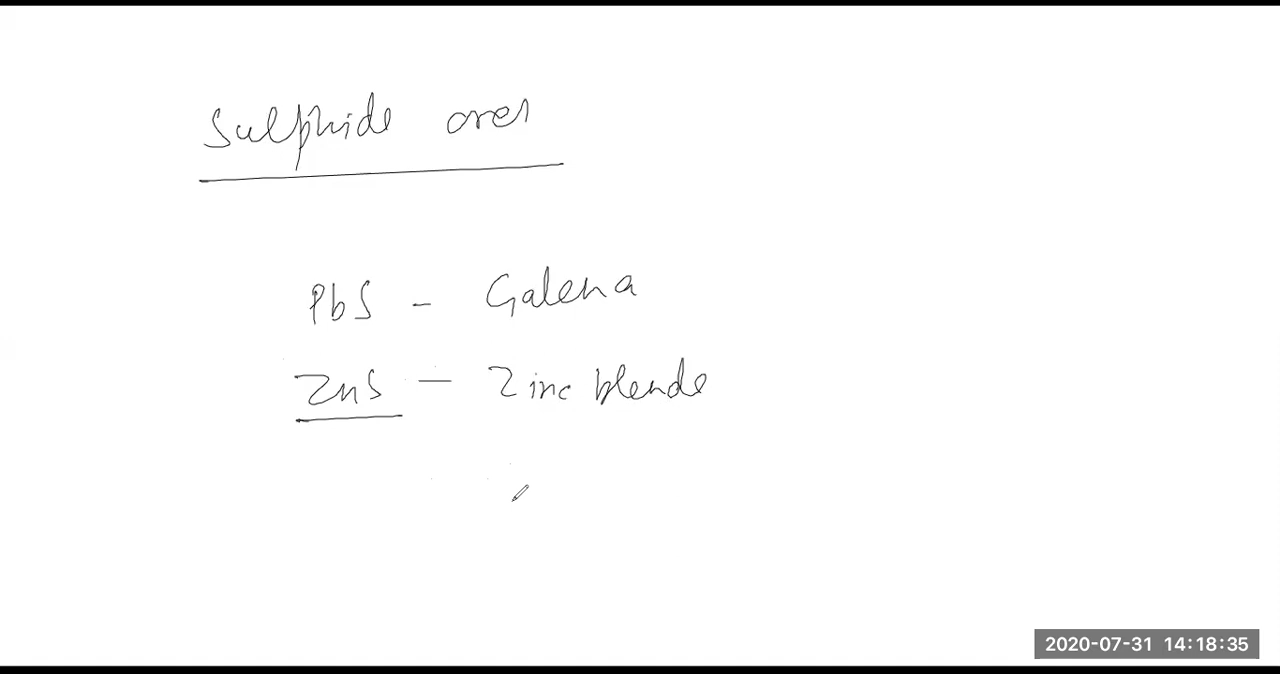 Sulphide ores
PbS - Galena
ZnS - Zinc blende
2020-07-31 14:18:35